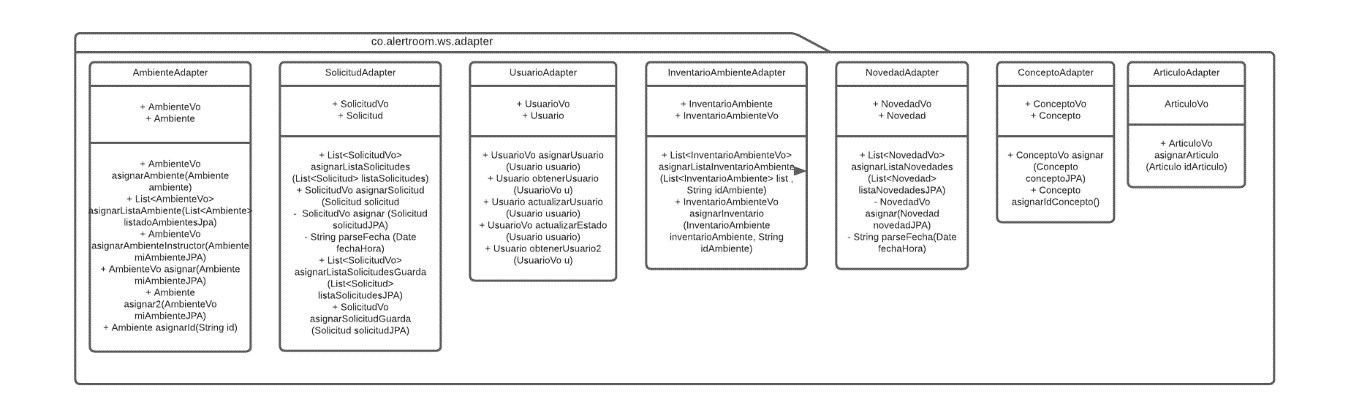 co.alertroom.ws.adapter
AmbienteAdapter
+ AmbienteVo
+ Ambiente
+ AmbienteVo
asignarAmbiente(Ambiente
ambiente)
+ List<AmbienteVo>
asignarListaAmbiente(List<Ambiente>
listadoAmbientesJpa)
+ AmbienteVo
asignarAmbienteInstructor(Ambiente
miAmbienteJPA)
+ AmbienteVo asignar(Ambiente
miAmbienteJPA)
+ Ambiente
asignar2(AmbienteVo
miAmbienteJPA)
+ Ambiente asignarId(String id)
SolicitudAdapter
+ SolicitudVo
+ Solicitud
+ List<SolicitudVo>
asignarListaSolicitudes
(List<Solicitud> listaSolicitudes)
+ SolicitudVo asignarSolicitud
(Solicitud solicitud
- SolicitudVo asignar (Solicitud
solicitudJPA)
- String parseFecha (Date
fechaHora)
+ List<SolicitudVo>
asignarListaSolicitudesGuarda
(List<Solicitud>
listaSolicitudesJPA)
+ SolicitudVo
asignarSolicitudGuarda
(Solicitud solicitudJPA)
UsuarioAdapter
+ UsuarioVo
+ Usuario
+ UsuarioVo asignarUsuario
(Usuario usuario)
+ Usuario obtenerUsuario
(UsuarioVo u)
+ Usuario actualizarUsuario
(Usuario usuario)
+ UsuarioVo actualizarEstado
(Usuario usuario)
+ Usuario obtenerUsuario2
(UsuarioVo u)
InventarioAmbienteAdapter
+ InventarioAmbiente
+ InventarioAmbienteVo
+ List<InventarioAmbienteVo>
asignarListaInventarioAmbiente
(List<InventarioAmbiente> list ,
String idAmbiente)
+ InventarioAmbienteVo
asignarInventario
(InventarioAmbiente
inventarioAmbiente, String
idAmbiente)
NovedadAdapter
+ NovedadVo
+ Novedad
+ List<NovedadVo>
asignarListaNovedades
(List<Novedad>
listaNovedadesJPA)
- NovedadVo
asignar(Novedad
novedadJPA)
- String parseFecha(Date
fechaHora)
ConceptoAdapter
+ ConceptoVo
+ Concepto
+ ConceptoVo asignar
(Concepto
conceptoJPA)
+ Concepto
asignarIdConcepto()
ArticuloAdapter
ArticuloVo
+ ArticuloVo
asignarArticulo
(Articulo idArticulo)